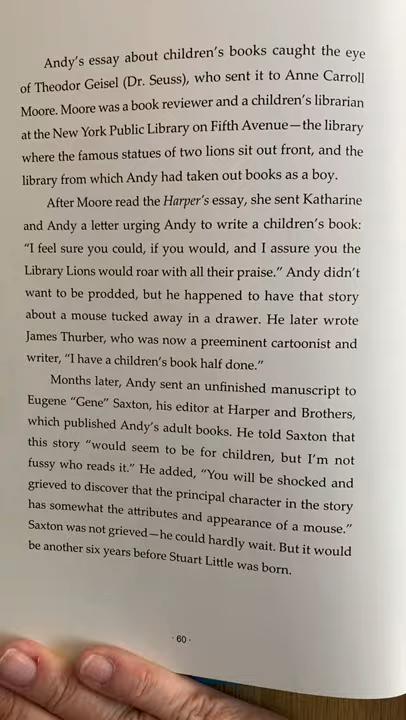 Andy's essay about children's books caught the eye
of Theodor Geisel (Dr. Seuss), who sent it to Anne Carroll
Moore. Moore was a book reviewer and a children's librarian
at the New York Public Library on Fifth Avenue—the library
where the famous statues of two lions sit out front, and the
library from which Andy had taken out books as a boy.
After Moore read the Harper's essay, she sent Katharine
and Andy a letter urging Andy to write a children's book:
“I feel sure you could, if you would, and I assure you the
Library Lions would roar with all their praise.” Andy didn't
want to be prodded, but he happened to have that story
about a mouse tucked away in a drawer. He later wrote
James Thurber, who was now a preeminent cartoonist and
writer, “I have a children's book half done.”
Months later, Andy sent an unfinished manuscript to
Eugene “Gene” Saxton, his editor at Harper and Brothers,
which published Andy's adult books. He told Saxton that
this story “would seem to be for children, but I'm not
fussy who reads it.” He added, “You will be shocked and
grieved to discover that the principal character in the story
has somewhat the attributes and appearance of a mouse.”
Saxton was not grieved—he could hardly wait. But it would
be another six years before Stuart Little was born.
· 60 ·